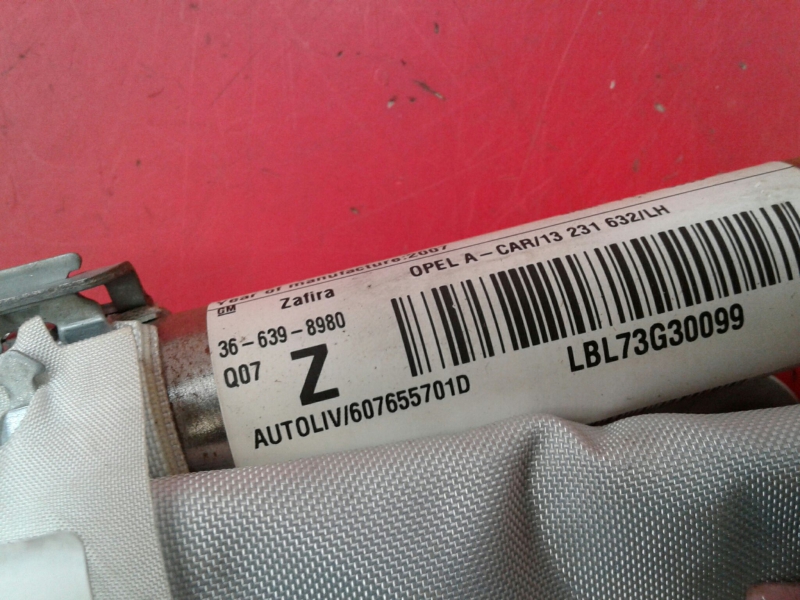 Year of manufacture:2007
GM Zafira OPEL A-CAR/13 231 632/LH
36-639-8980
Q07 Z LBL73G30099
AUTOLIV/607655701D